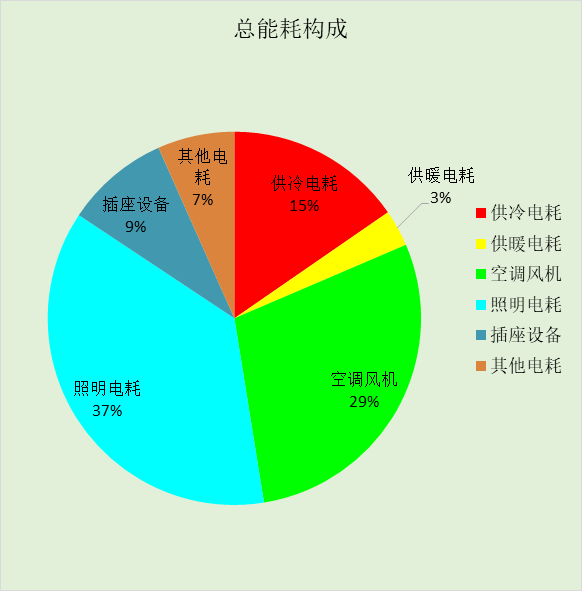 总能耗构成
其他电
耗
7%
供冷电耗
15%
供暖电耗
3%
插座设备
9%
空调风机
29%
照明电耗
37%
供冷电耗
供暖电耗
空调风机
照明电耗
插座设备
其他电耗